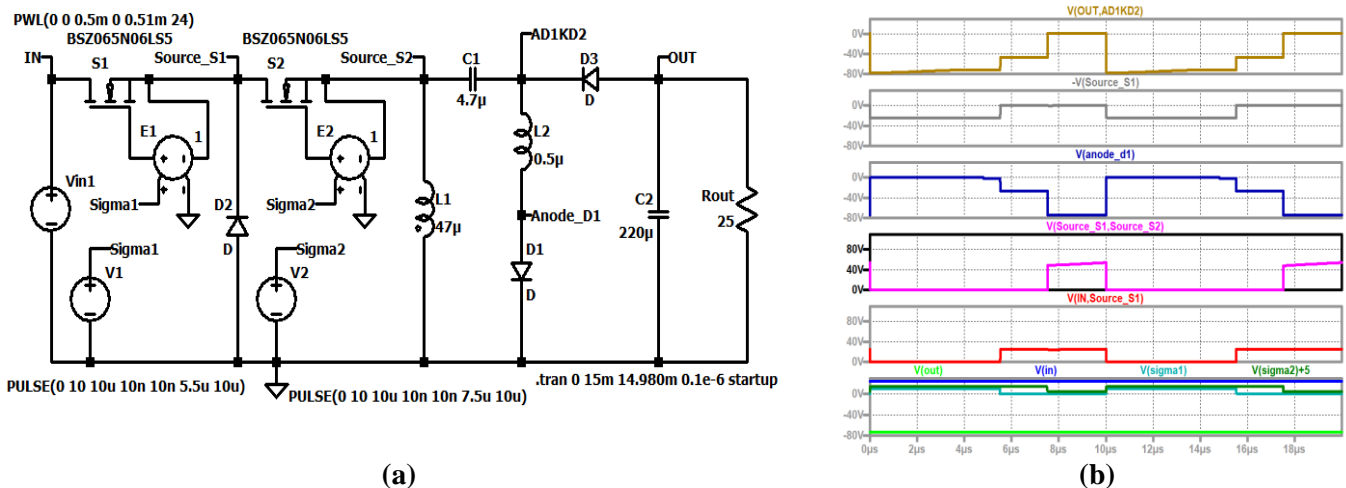 PWL(0 0 0.5m 0 0.51m 24)
BSZ065N06LS5
BSZ065N06LS5
IN
S1
Source_S1
S2
Source_S2
C1
4.7µ
AD1KD2
D3
D
OUT
E1
1
E2
1
L2
0.5µ
Vin1
Sigma1
D2
D
Sigma2
L1
47µ
Anode_D1
C2
220µ
Rout
25
Sigma1
V1
Sigma2
V2
D1
D
PULSE(0 10 10u 10n 10n 5.5u 10u)
PULSE(0 10 10u 10n 10n 7.5u 10u)
.tran 0 15m 14.980m 0.1e-6 startup
(a)
V(OUT,AD1KD2)
0V
-40V
-80V
-V(Source_S1)
0V
-40V
-80V
V(anode_d1)
0V
-40V
-80V
V(Source_S1,Source_S2)
80V
40V
0V
V(IN,Source_S1)
80V
40V
0V
V(out) V(in) V(sigma1) V(sigma2)+5
0V
-40V
-80V
0µs 2µs 4µs 6µs 8µs 10µs 12µs 14µs 16µs 18µs
(b)